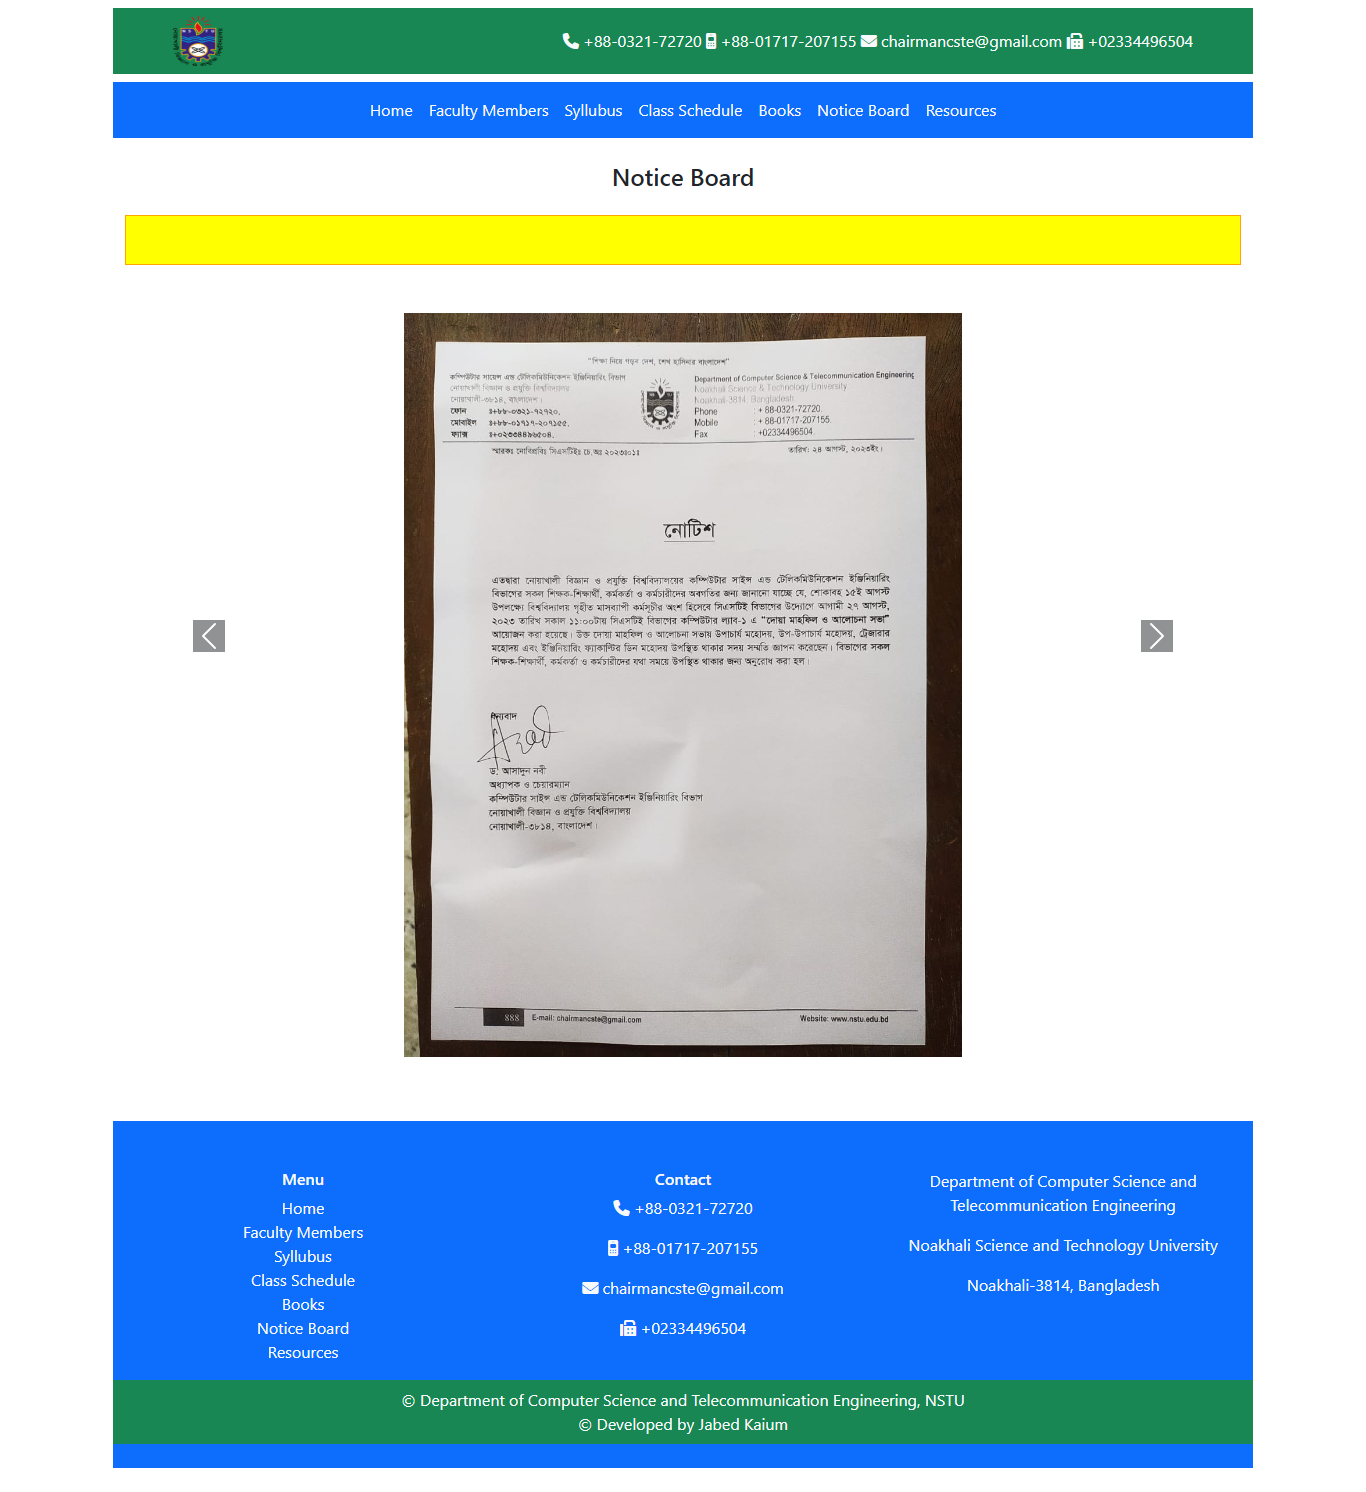 +88-0321-72720 +88-01717-207155 chairmancste@gmail.com +02334496504
Home Faculty Members Syllubus Class Schedule Books Notice Board Resources
Notice Board
"শিক্ষা নিয়ে গড়ব দেশ, শেখ হাসিনার বাংলাদেশ"
কম্পিউটার সায়েন্স এন্ড টেলিকমিউনিকেশন ইঞ্জিনিয়ারিং বিভাগ
নোয়াখালী বিজ্ঞান ও প্রযুক্তি বিশ্ববিদ্যালয়
নোয়াখালী-৩৮১৪, বাংলাদেশ।
ফোন ঃ+৮৮-০৩২১-৭২৭২০.
মোবাইল ঃ+৮৮-০১৭১৭-২০৭১৫৫.
ফ্যাক্স ঃ+০২৩৩৪৪৯৬৫০৪.
Department of Computer Science & Telecommunication Engineering
Noakhali Science & Technology University
Noakhali-3814, Bangladesh.
Phone : + 88-0321-72720.
Mobile : + 88-01717-207155.
Fax : +02334496504.
স্মারকঃ নোবিপ্রবিঃ সিএসটিইঃ চে.অঃ ২০২৩ঃ০১ঃ
তারিখ: ২৪ আগস্ট, ২০২৩ইং।
নোটিশ
এতদ্বারা নোয়াখালী বিজ্ঞান ও প্রযুক্তি বিশ্ববিদ্যালয়ের কম্পিউটার সাইন্স এন্ড টেলিকমিউনিকেশন ইঞ্জিনিয়ারিং
বিভাগের সকল শিক্ষক-শিক্ষার্থী, কর্মকর্তা ও কর্মচারীদের অবগতির জন্য জানানো যাচ্ছে যে, শোকাবহ ১৫ই আগস্ট
উপলক্ষ্যে বিশ্ববিদ্যালয় গৃহীত মাসব্যাপী কর্মসূচীর অংশ হিসেবে সিএসটিই বিভাগের উদ্যোগে আগামী ২৭ আগস্ট,
২০২৩ তারিখ সকাল ১১:০০টায় সিএসটিই বিভাগের কম্পিউটার ল্যাব-১ এ "দোয়া মাহফিল ও আলোচনা সভা"
আয়োজন করা হয়েছে। উক্ত দোয়া মাহফিল ও আলোচনা সভায় উপাচার্য মহোদয়, উপ-উপাচার্য মহোদয়, ট্রেজারার
মহোদয় এবং ইঞ্জিনিয়ারিং ফ্যাকাল্টির ডিন মহোদয় উপস্থিত থাকার সদয় সম্মতি জ্ঞাপন করেছেন। বিভাগের সকল
শিক্ষক-শিক্ষার্থী, কর্মকর্তা ও কর্মচারীদের যথা সময়ে উপস্থিত থাকার জন্য অনুরোধ করা হল।
ধন্যবাদ
Azad
ড. আসাদুন নবী
অধ্যাপক ও চেয়ারম্যান
কম্পিউটার সাইন্স এন্ড টেলিকমিউনিকেশন ইঞ্জিনিয়ারিং বিভাগ
নোয়াখালী বিজ্ঞান ও প্রযুক্তি বিশ্ববিদ্যালয়
নোয়াখালী-৩৮১৪, বাংলাদেশ।
888 E-mail: chairmancste@gmail.com Website: www.nstu.edu.bd
Menu
Home
Faculty Members
Syllubus
Class Schedule
Books
Notice Board
Resources
Contact
+88-0321-72720
+88-01717-207155
chairmancste@gmail.com
+02334496504
Department of Computer Science and
Telecommunication Engineering
Noakhali Science and Technology University
Noakhali-3814, Bangladesh
© Department of Computer Science and Telecommunication Engineering, NSTU
© Developed by Jabed Kaium